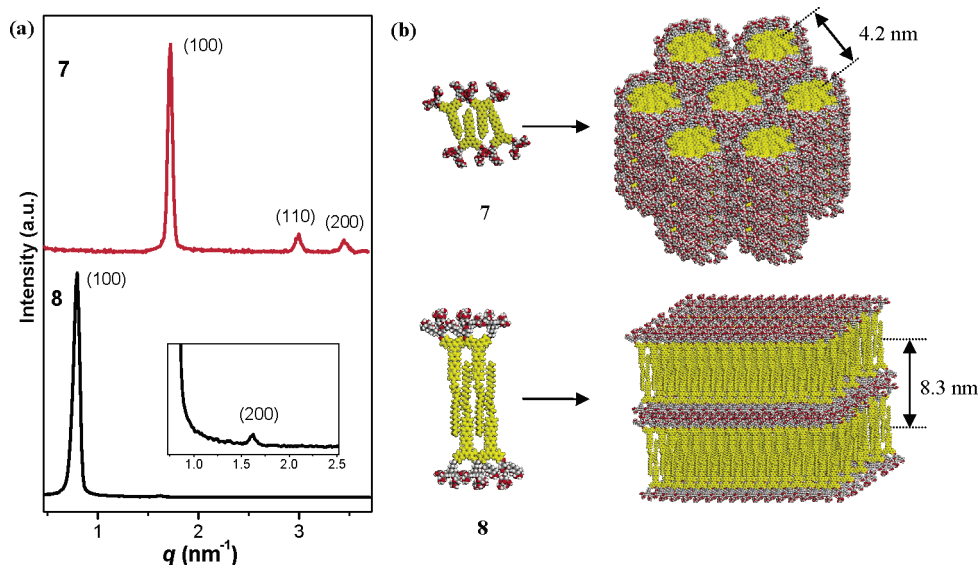 (a)
7
(100)
(110)
(200)
8
(100)
(200)
1.0 1.5 2.0 2.5
1 2 3
q (nm-1)
Intensity (a.u.)
(b)
4.2 nm
7
8.3 nm
8